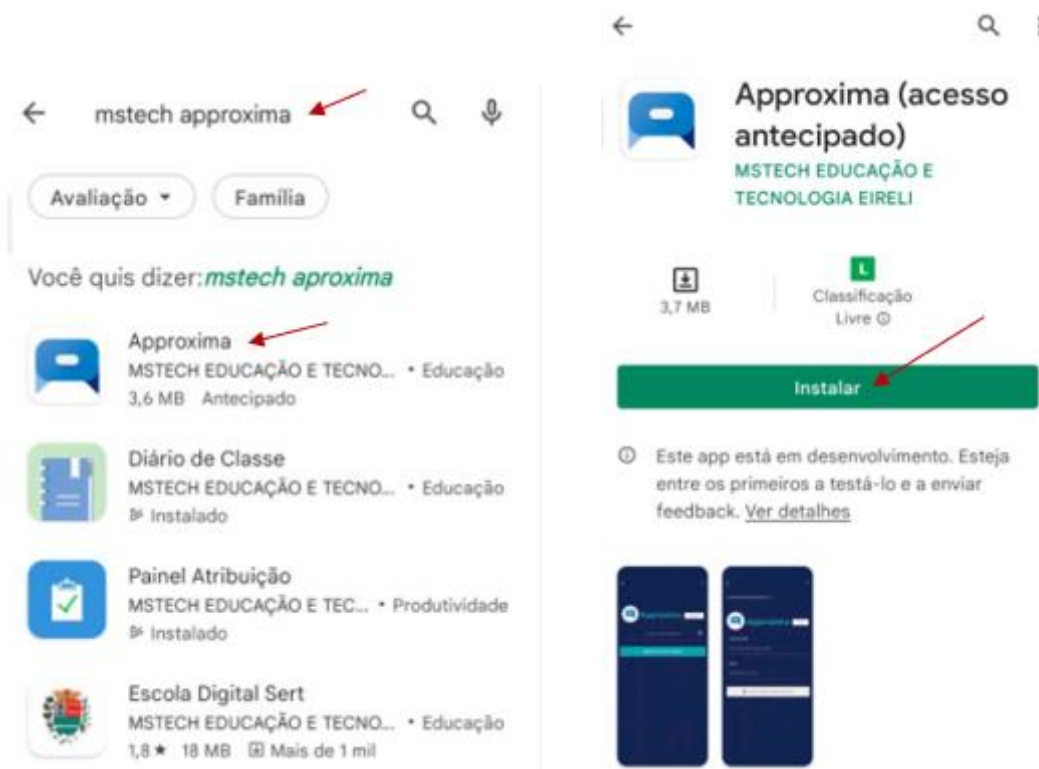 mstech approxima
Avaliação
Família
Você quis dizer: mstech aproxima
Approxima
MSTECH EDUCAÇÃO E TECNO... • Educação
3,6 MB Antecipado
Diário de Classe
MSTECH EDUCAÇÃO E TECNO... • Educação
Instalado
Painel Atribuição
MSTECH EDUCAÇÃO E TEC... • Produtividade
Instalado
Escola Digital Sert
MSTECH EDUCAÇÃO E TECNO... • Educação
1,8 ★ 18 MB Mais de 1 mil
Approxima (acesso
antecipado)
MSTECH EDUCAÇÃO E
TECNOLOGIA EIRELI
3,7 MB
L
Classificação
Livre
Instalar
Este app está em desenvolvimento. Esteja
entre os primeiros a testá-lo e a enviar
feedback. Ver detalhes
Approxima
Approxima